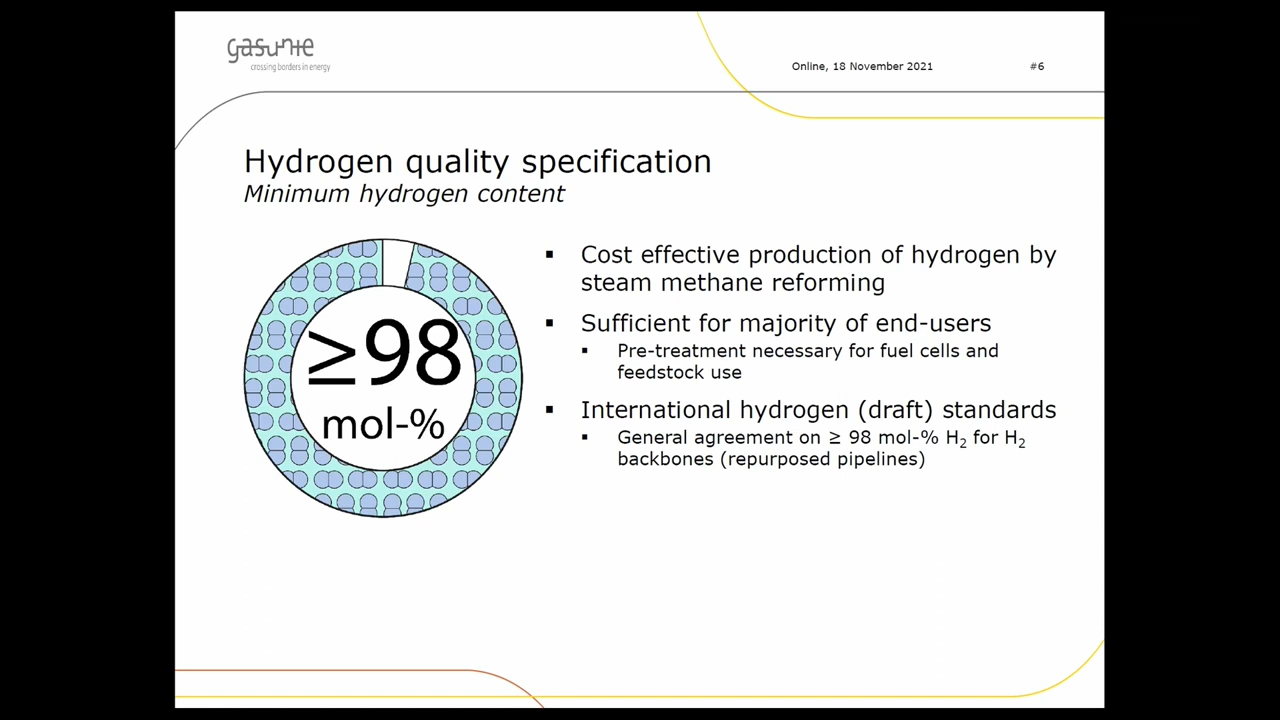 gasunie
crossing borders in energy
Online, 18 November 2021
#6
Hydrogen quality specification
Minimum hydrogen content
≥98
mol-%
▪ Cost effective production of hydrogen by
steam methane reforming
▪ Sufficient for majority of end-users
▪ Pre-treatment necessary for fuel cells and
feedstock use
▪ International hydrogen (draft) standards
▪ General agreement on ≥ 98 mol-% H₂ for H₂
backbones (repurposed pipelines)